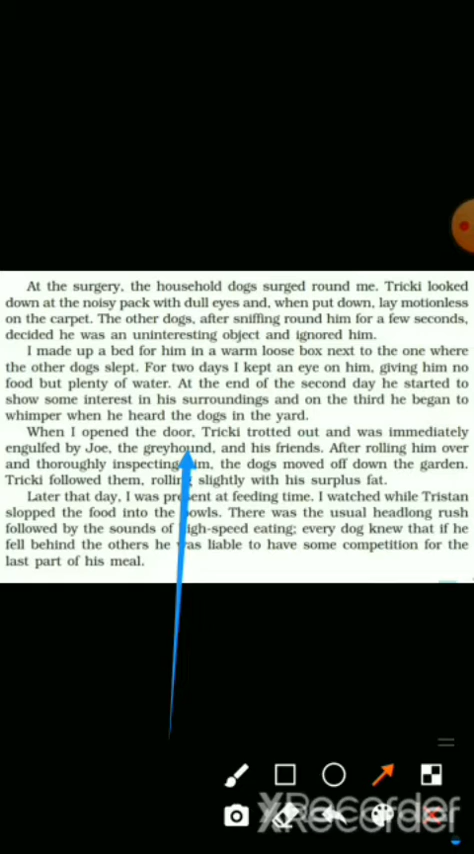 At the surgery, the household dogs surged round me. Tricki looked
down at the noisy pack with dull eyes and, when put down, lay motionless
on the carpet. The other dogs, after sniffing round him for a few seconds,
decided he was an uninteresting object and ignored him.
I made up a bed for him in a warm loose box next to the one where
the other dogs slept. For two days I kept an eye on him, giving him no
food but plenty of water. At the end of the second day he started to
show some interest in his surroundings and on the third he began to
whimper when he heard the dogs in the yard.
When I opened the door, Tricki trotted out and was immediately
engulfed by Joe, the greyhound, and his friends. After rolling him over
and thoroughly inspecting him, the dogs moved off down the garden.
Tricki followed them, rolling slightly with his surplus fat.
Later that day, I was present at feeding time. I watched while Tristan
slopped the food into the bowls. There was the usual headlong rush
followed by the sounds of high-speed eating; every dog knew that if he
fell behind the others he was liable to have some competition for the
last part of his meal.
XRecorder